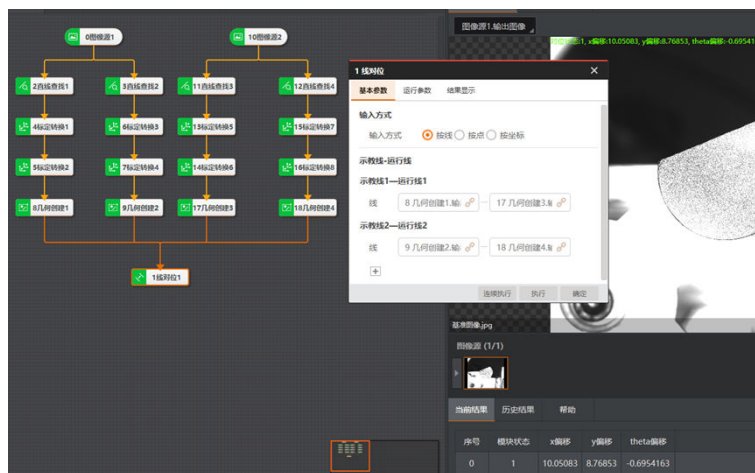 0图像源1
10图像源2
2直线查找1
3直线查找2
11直线查找3
12直线查找4
4标定转换1
6标定转换3
13标定转换5
15标定转换7
5标定转换2
7标定转换4
14标定转换6
16标定转换8
8几何创建1
9几何创建2
17几何创建3
18几何创建4
1线对位1
图像源1.输出图像
1, x偏移:10.05083, y偏移:8.76853, theta偏移:-0.6954163
1 线对位
基本参数 运行参数 结果显示
输入方式
输入方式 按线 按点 按坐标
示教线-运行线
示教线1—运行线1
线 8 几何创建1.输 17 几何创建3.输
示教线2—运行线2
线 9 几何创建2.输 18 几何创建4.输
连续执行 执行 确定
基准图像.jpg
图像源 (1/1)
当前结果 历史结果 帮助
序号 模块状态 x偏移 y偏移 theta偏移
0 1 10.05083 8.76853 -0.6954163